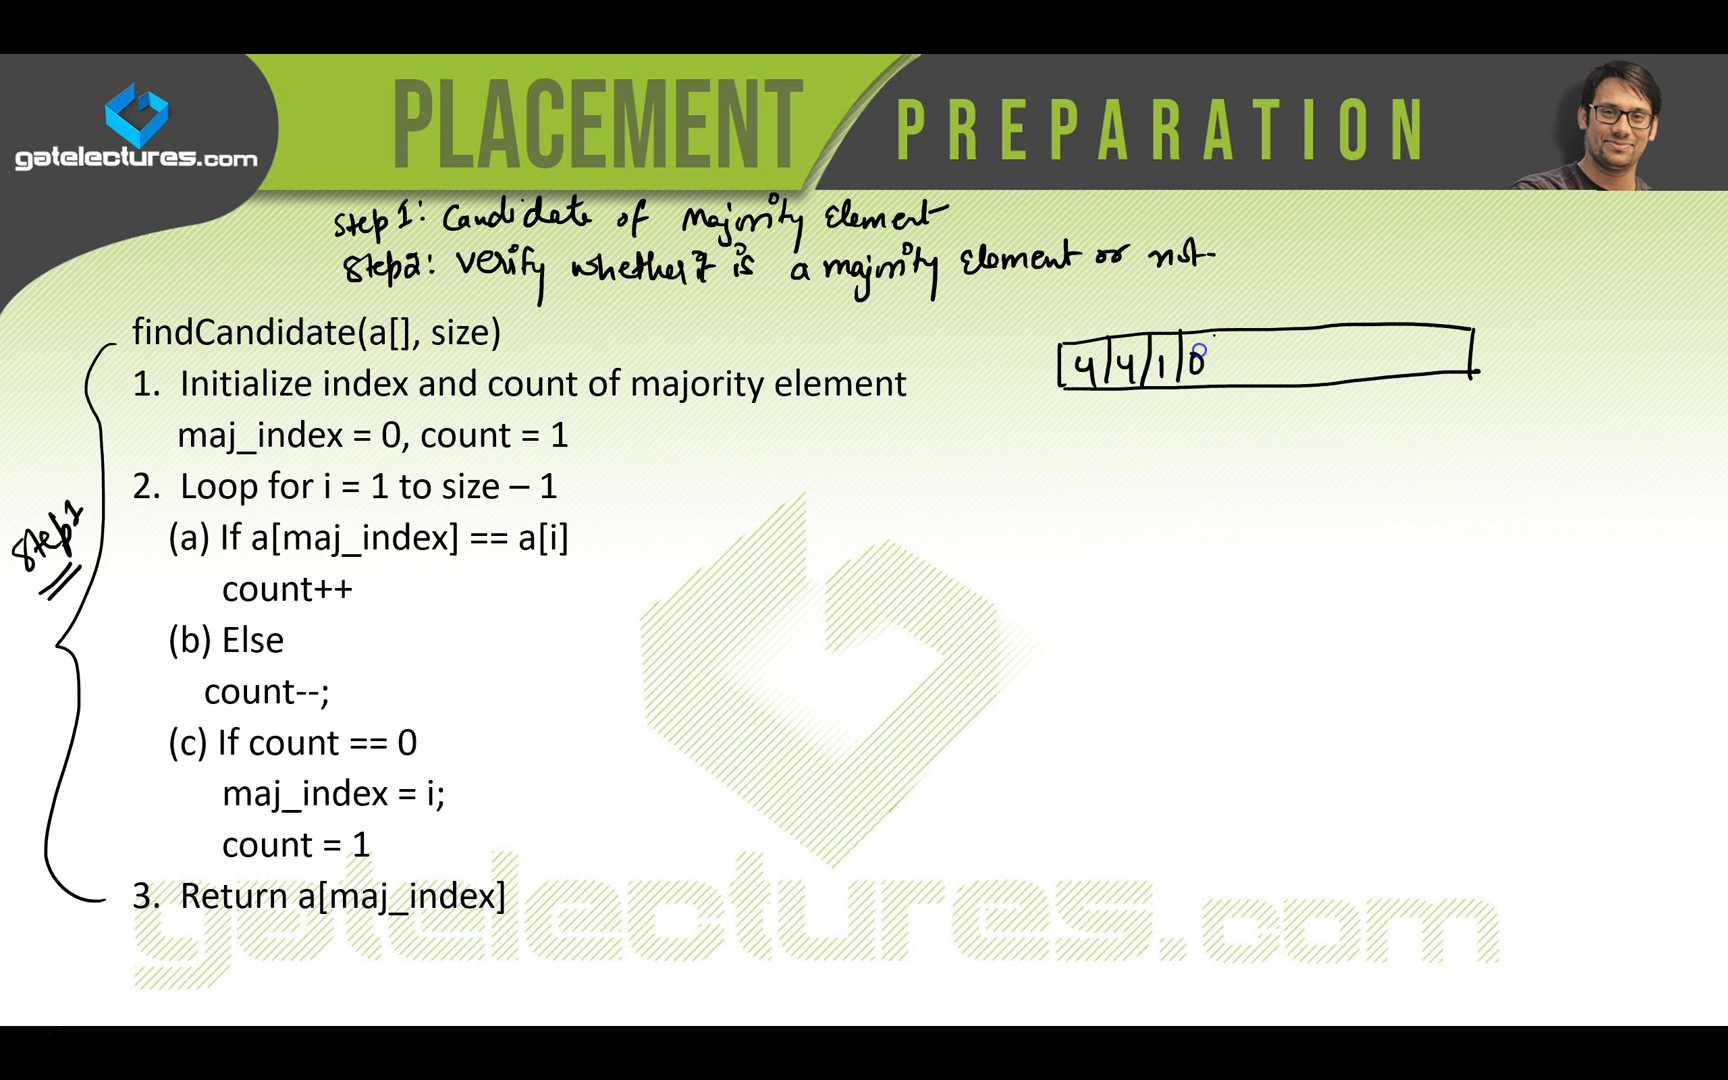 gatelectures.com
PLACEMENT
PREPARATION
Step 1: Candidate of Majority Element
Step 2: Verify whether it is a majority Element or not
findCandidate(a[], size)
1. Initialize index and count of majority element
maj_index = 0, count = 1
2. Loop for i = 1 to size – 1
(a) If a[maj_index] == a[i]
count++
(b) Else
count--;
(c) If count == 0
maj_index = i;
count = 1
3. Return a[maj_index]
Step 1
4 4 1
gatelectures.com